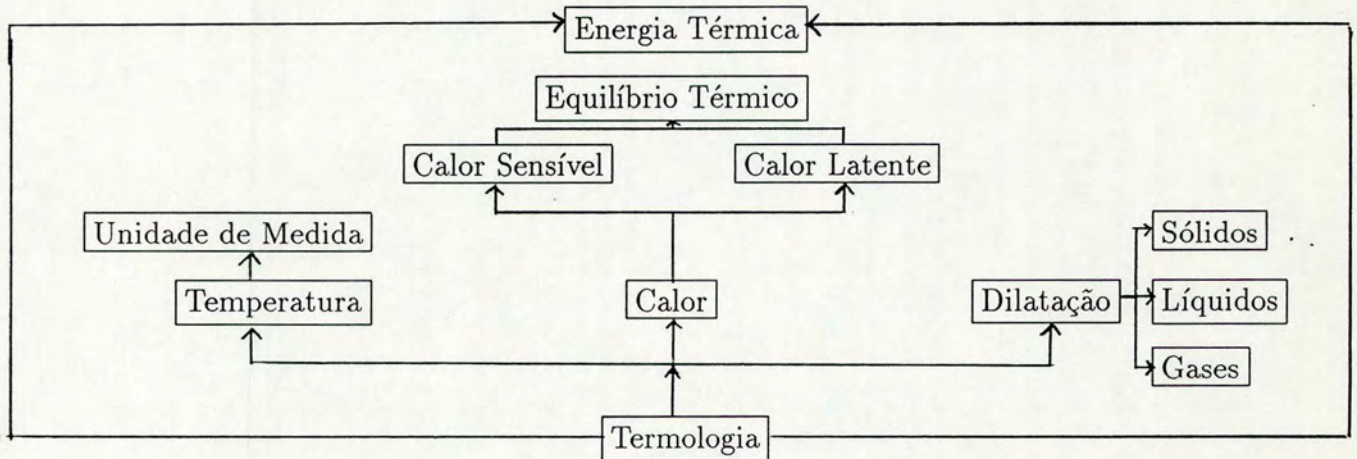 Energia Térmica
Equilíbrio Térmico
Calor Sensível
Calor Latente
Unidade de Medida
Sólidos
Temperatura
Calor
Dilatação
Líquidos
Gases
Termologia